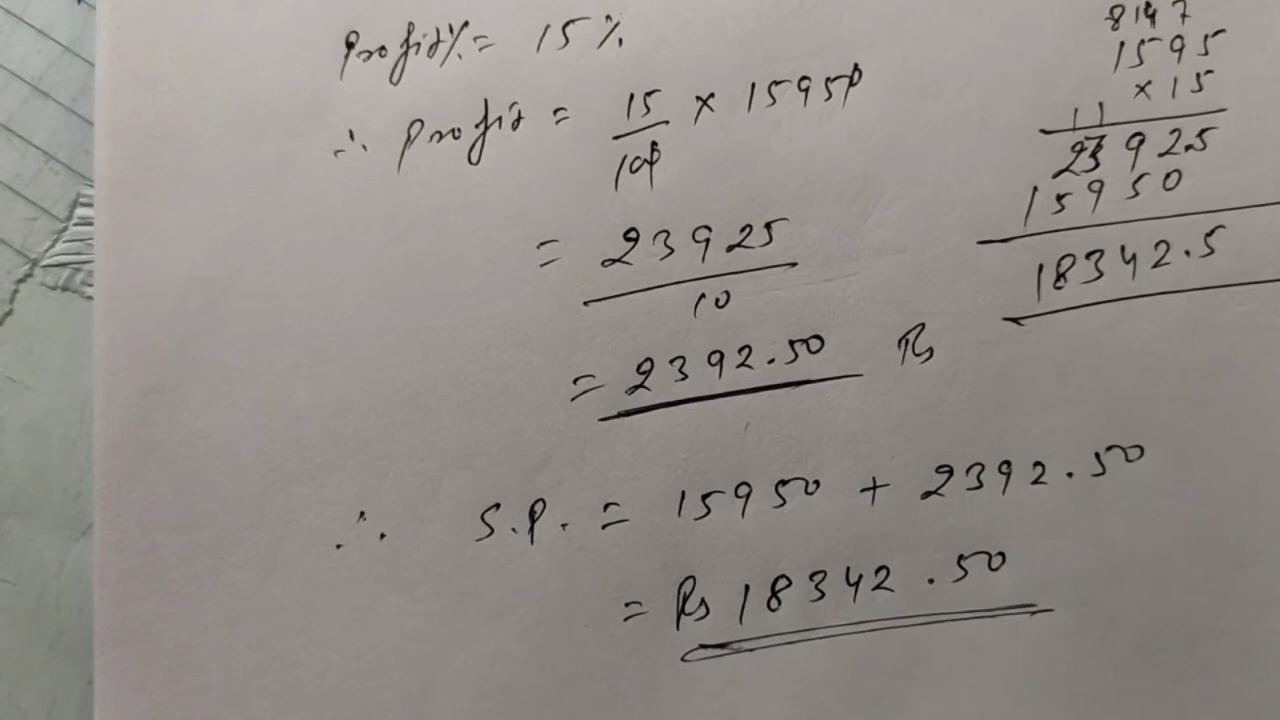 Profit% = 15%
∴ Profit = 15/100 × 15950
= 23925/10
= 2392.50 Rs
∴ S.P. = 15950 + 2392.50
= Rs 18342.50
8147
1595
× 15
11
23925
15950
18342.5